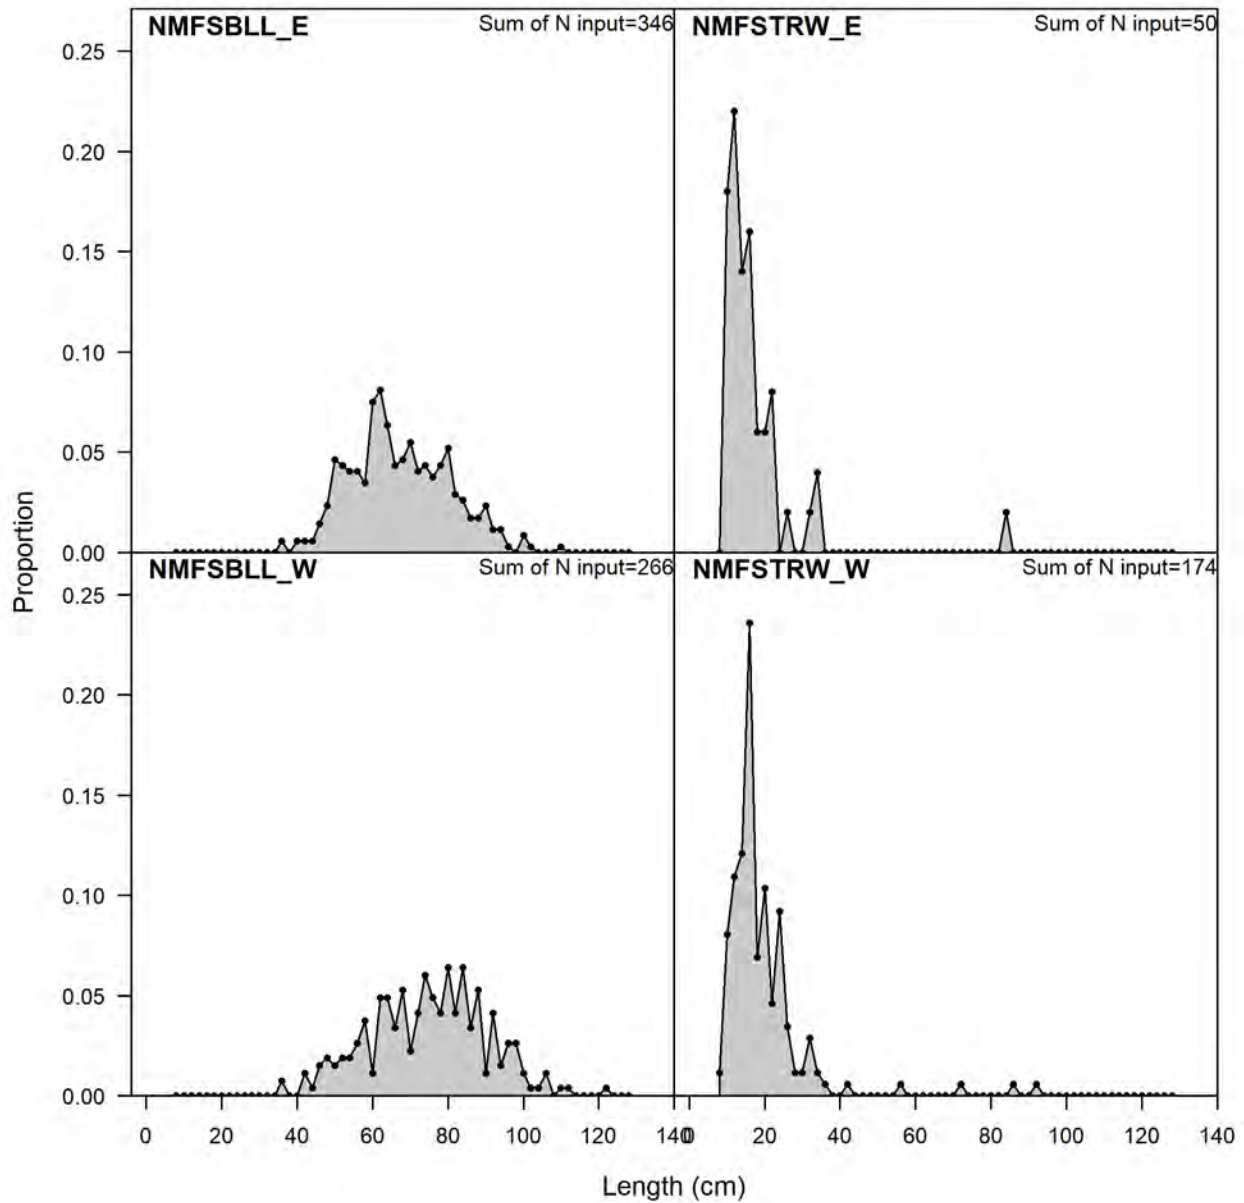 NMFSBLL_E Sum of N input=346
NMFSTRW_E Sum of N input=50
0.25
0.20
0.15
0.10
0.05
0.00
NMFSBLL_W Sum of N input=266
NMFSTRW_W Sum of N input=174
0.25
0.20
0.15
0.10
0.05
0.00
Proportion
0 20 40 60 80 100 120 140
0 20 40 60 80 100 120 140
Length (cm)